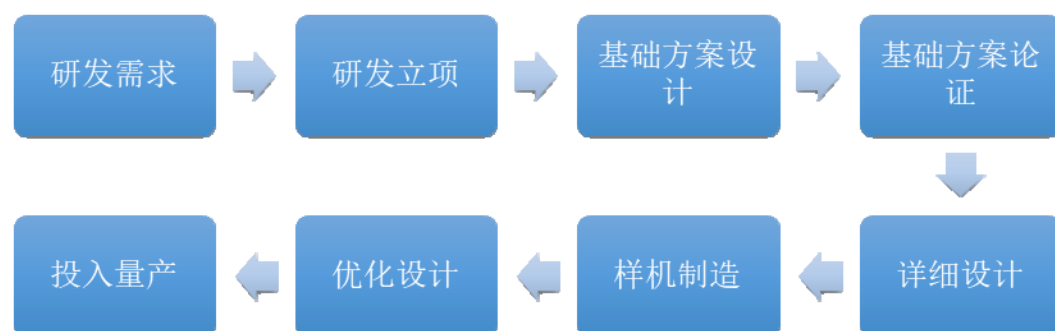 研发需求
研发立项
基础方案设
计
基础方案论
证
详细设计
样机制造
优化设计
投入量产